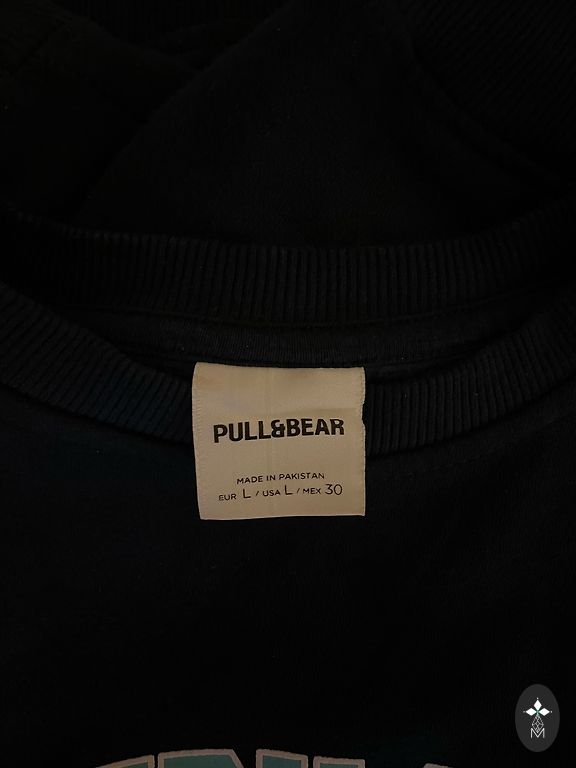 PULL&BEAR
MADE IN PAKISTAN
EUR L / USA L / MEX 30
M